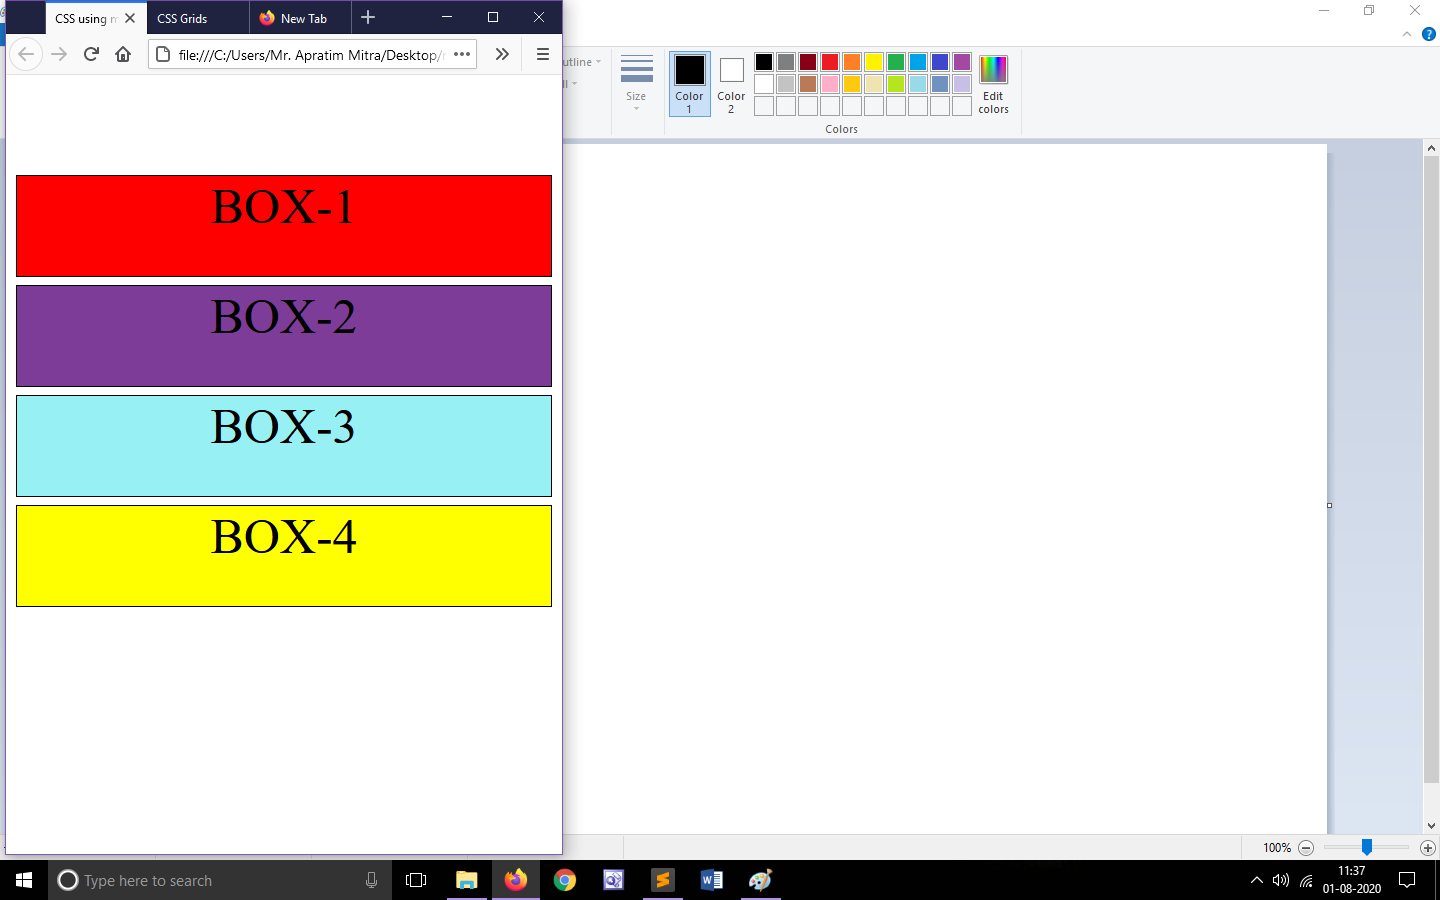 CSS using m
CSS Grids
New Tab
file:///C:/Users/Mr. Apratim Mitra/Desktop/
BOX-1
BOX-2
BOX-3
BOX-4
utline
ll
Size
Color
1
Color
2
Edit
colors
Colors
100%
Type here to search
11:37
01-08-2020